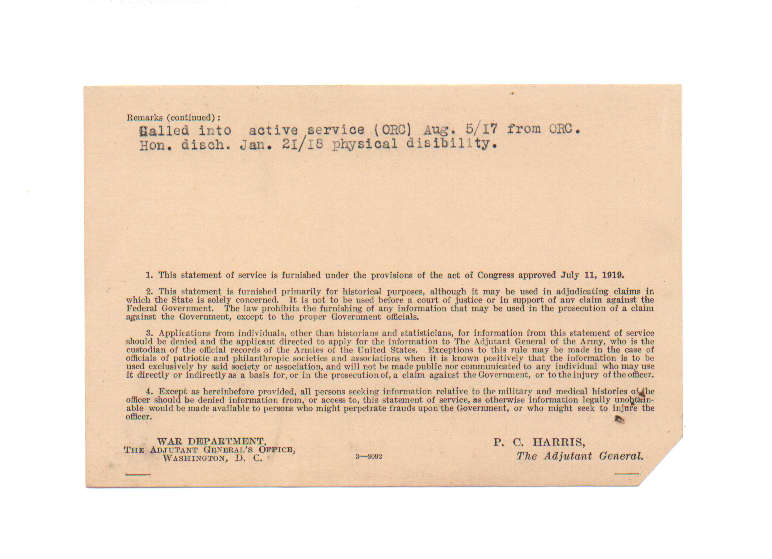 Remarks (continued):
Called into active service (ORC) Aug. 5/17 from ORC.
Hon. disch. Jan. 21/18 physical disibility.
1. This statement of service is furnished under the provisions of the act of Congress approved July 11, 1919.
2. This statement is furnished primarily for historical purposes, although it may be used in adjudicating claims in
which the State is solely concerned. It is not to be used before a court of justice or in support of any claim against the
Federal Government. The law prohibits the furnishing of any information that may be used in the prosecution of a claim
against the Government, except to the proper Government officials.
3. Applications from individuals, other than historians and statisticians, for information from this statement of service
should be denied and the applicant directed to apply for the information to The Adjutant General of the Army, who is the
custodian of the official records of the Armies of the United States. Exceptions to this rule may be made in the case of
officials of patriotic and philanthropic societies and associations when it is known positively that the information is to be
used exclusively by said society or association, and will not be made public nor communicated to any individual who may use
it directly or indirectly as a basis for, or in the prosecution of, a claim against the Government, or to the injury of the officer.
4. Except as hereinbefore provided, all persons seeking information relative to the military and medical histories of the
officer should be denied information from, or access to, this statement of service, as otherwise information legally unobtain-
able would be made available to persons who might perpetrate frauds upon the Government, or who might seek to injure the
officer.
WAR DEPARTMENT,
THE ADJUTANT GENERAL'S OFFICE,
WASHINGTON, D. C.
3—9092
P. C. HARRIS,
The Adjutant General.